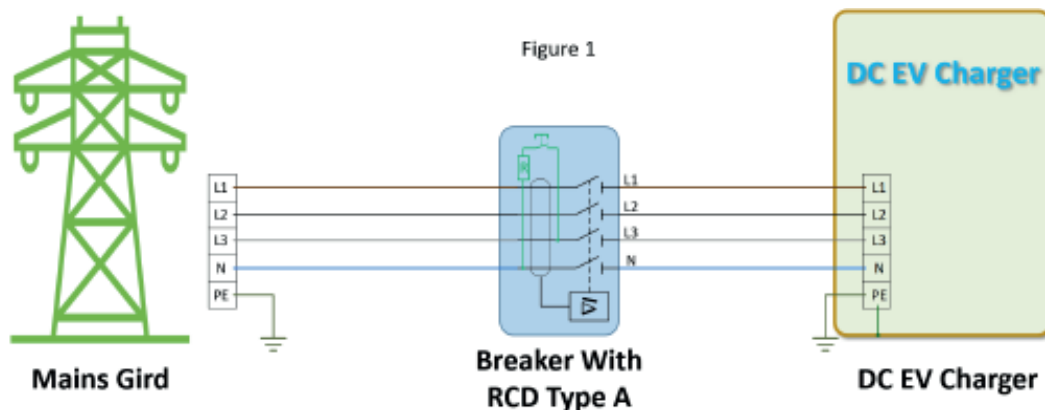 Figure 1
DC EV Charger
L1
L2
L3
N
PE
L1
L2
L3
N
L1
L2
L3
N
PE
Mains Gird
Breaker With
RCD Type A
DC EV Charger